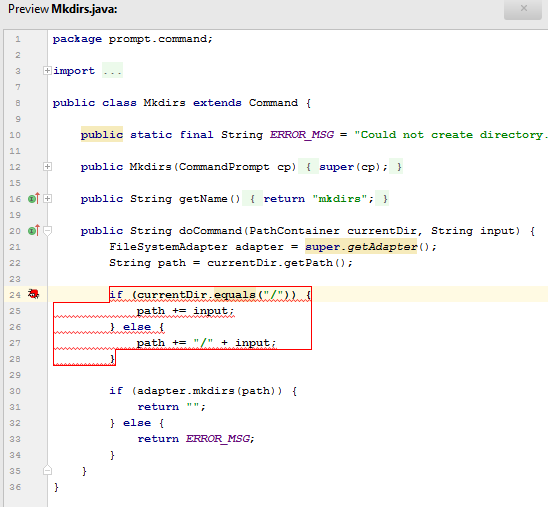 Preview Mkdirs.java:
1 package prompt.command;
2
3 import ...
7
8 public class Mkdirs extends Command {
9
10 public static final String ERROR_MSG = "Could not create directory.
11
12 public Mkdirs(CommandPrompt cp) { super(cp); }
15
16 public String getName() { return "mkdirs"; }
19
20 public String doCommand(PathContainer currentDir, String input) {
21 FileSystemAdapter adapter = super.getAdapter();
22 String path = currentDir.getPath();
23
24 if (currentDir.equals("/")) {
25 path += input;
26 } else {
27 path += "/" + input;
28 }
29
30 if (adapter.mkdirs(path)) {
31 return "";
32 } else {
33 return ERROR_MSG;
34 }
35 }
36 }